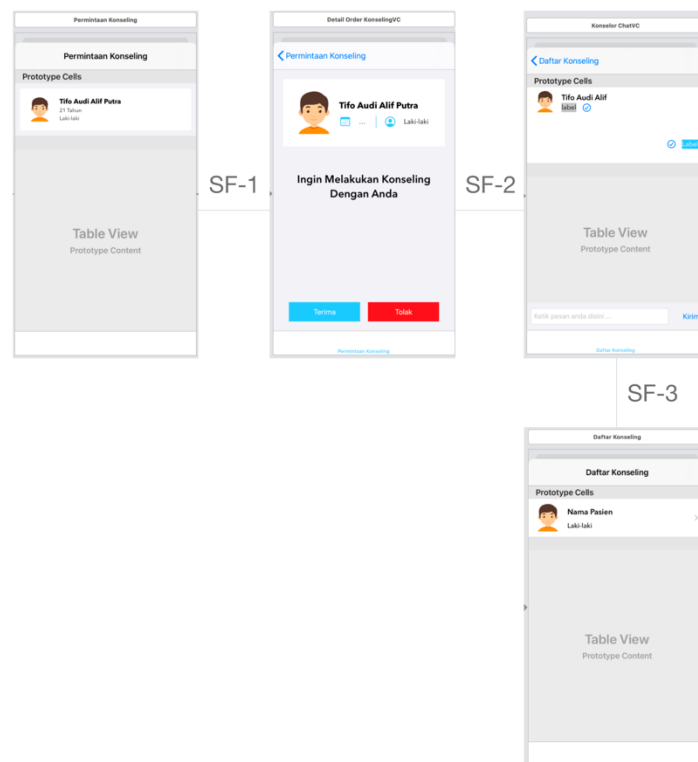 Permintaan Konseling
Permintaan Konseling
Prototype Cells
Tifo Audi Alif Putra
21 Tahun
Laki-laki
Table View
Prototype Content
SF-1
Detail Order KonselingVC
Permintaan Konseling
Tifo Audi Alif Putra
... Laki-laki
Ingin Melakukan Konseling
Dengan Anda
Terima Tolak
Permintaan Konseling
SF-2
Konselor ChatVC
Daftar Konseling
Prototype Cells
Tifo Audi Alif
label
Label
Table View
Prototype Content
Ketik pesan anda disini ... Kirim
Daftar Konseling
SF-3
Daftar Konseling
Daftar Konseling
Prototype Cells
Nama Pasien
Laki-laki
Table View
Prototype Content